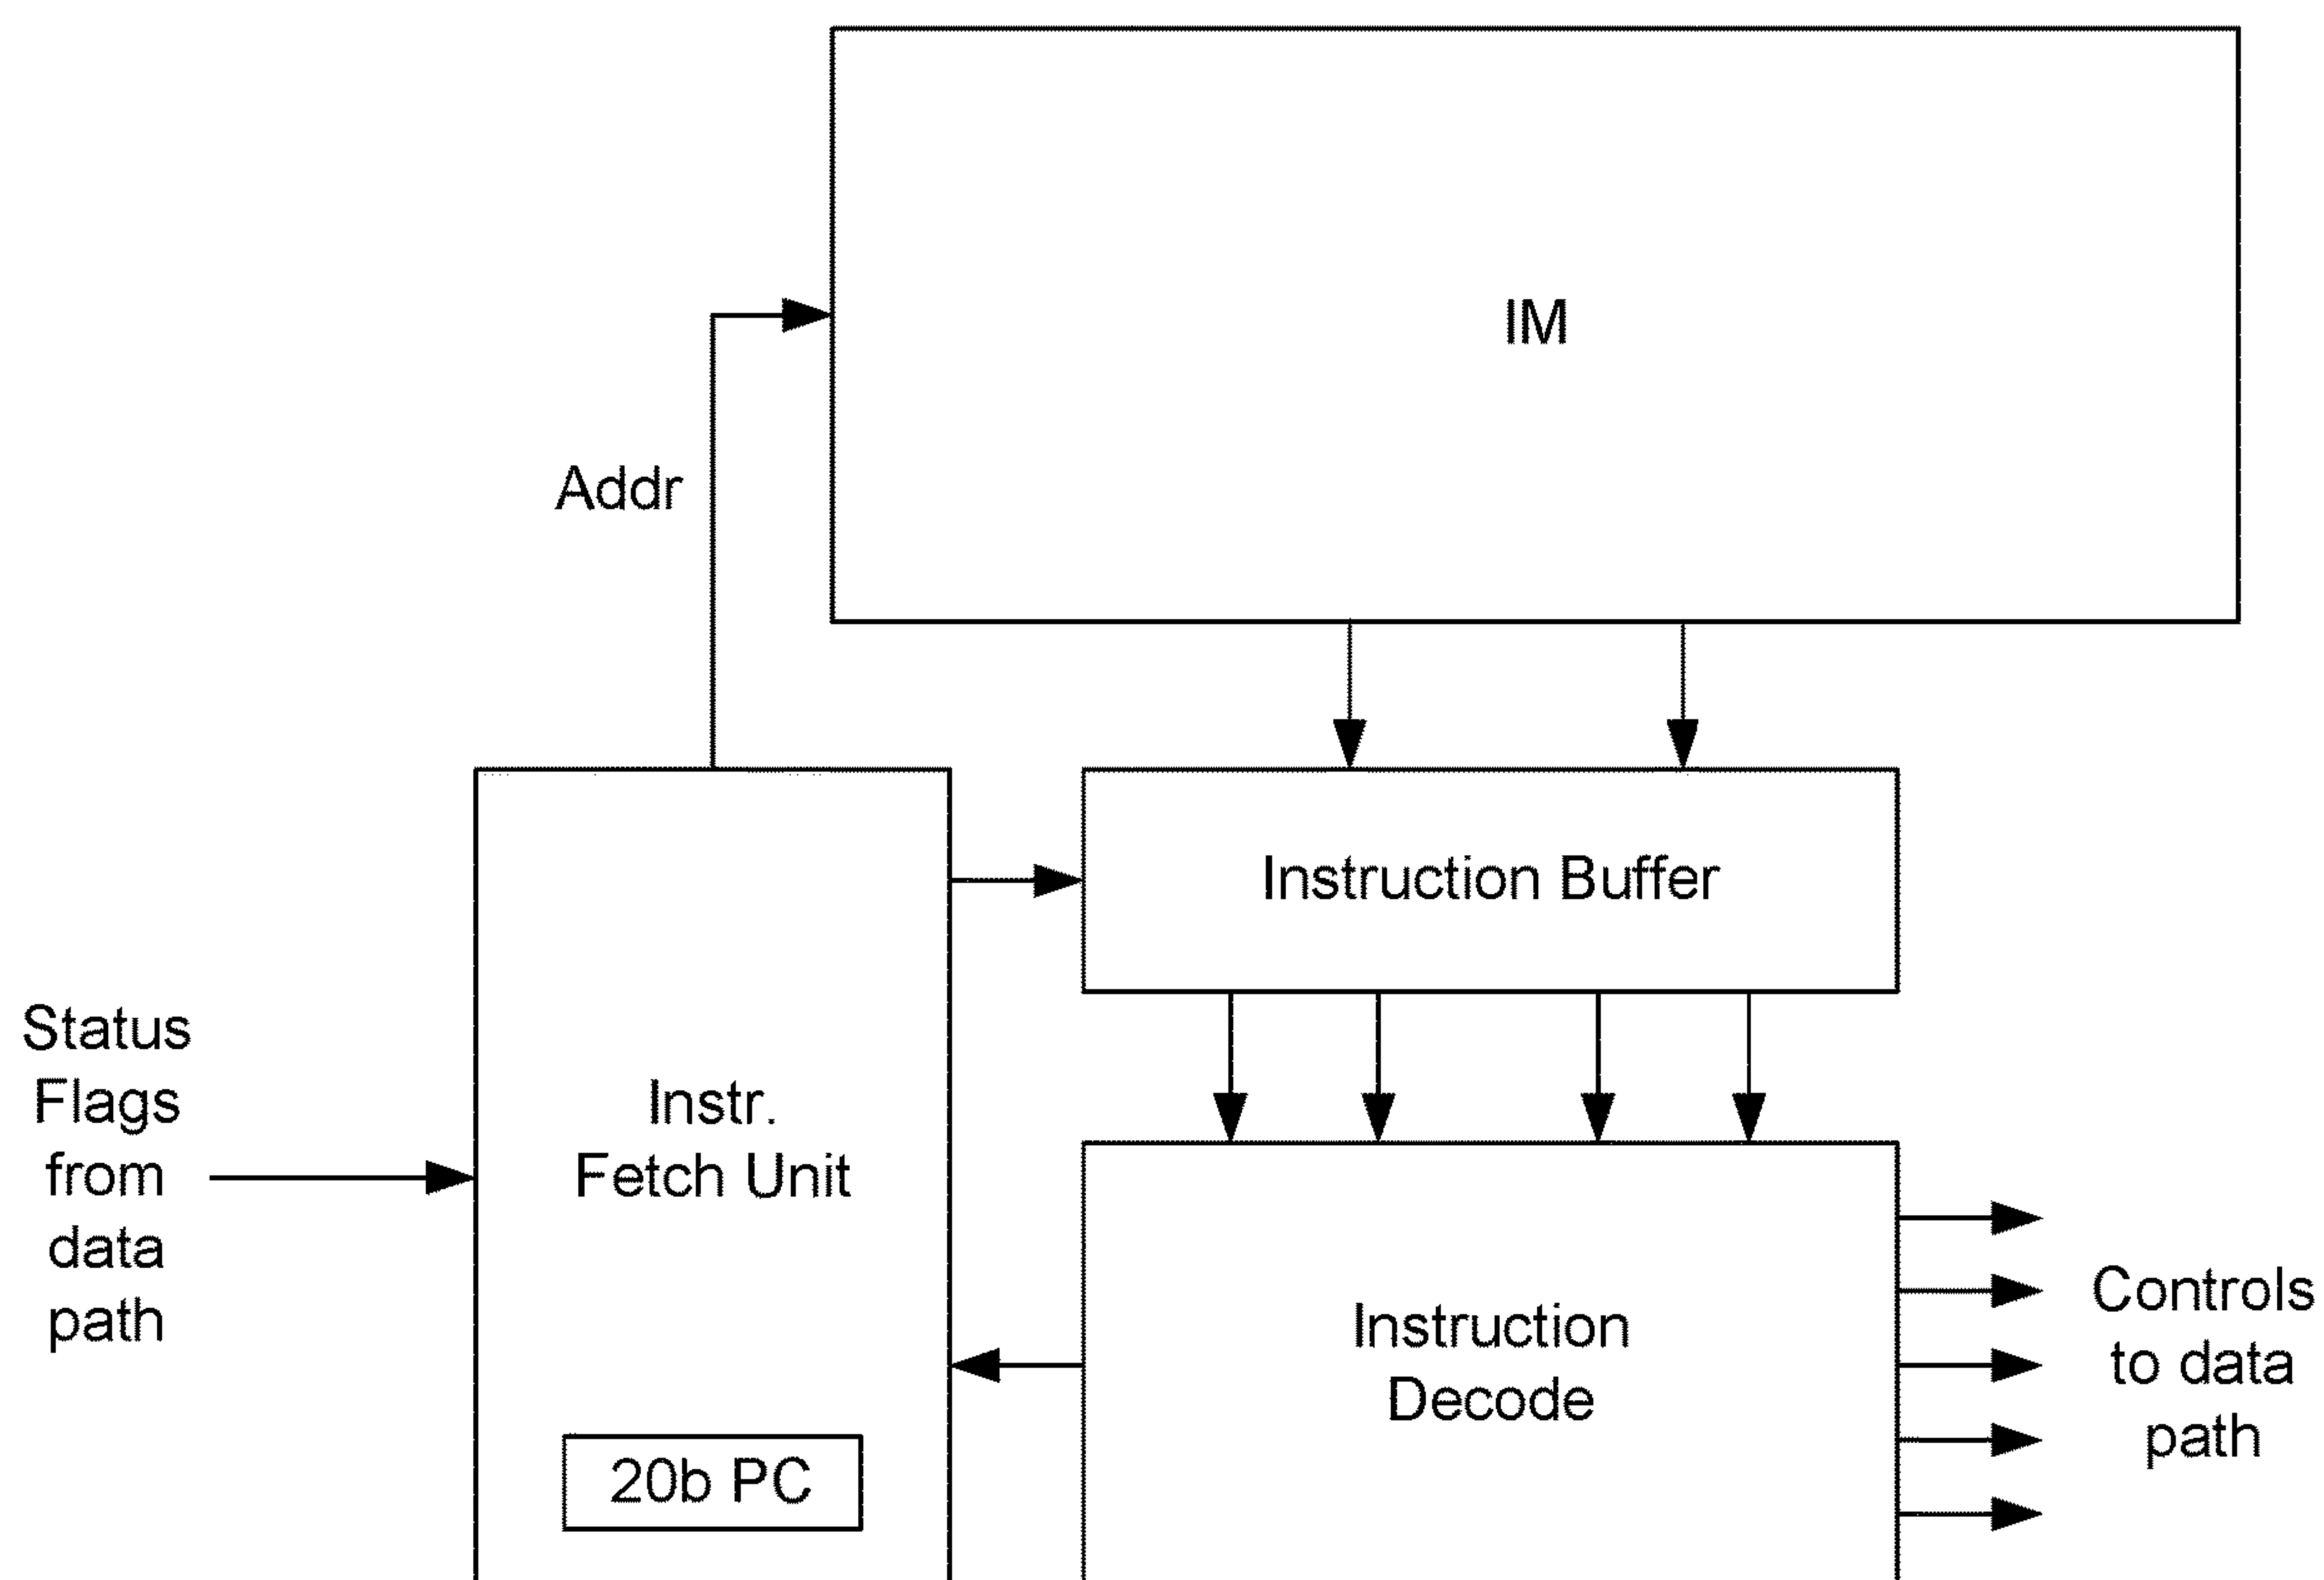 IM
Addr
Instruction Buffer
Status
Flags
from
data
path
Instr.
Fetch Unit
20b PC
Instruction
Decode
Controls
to data
path